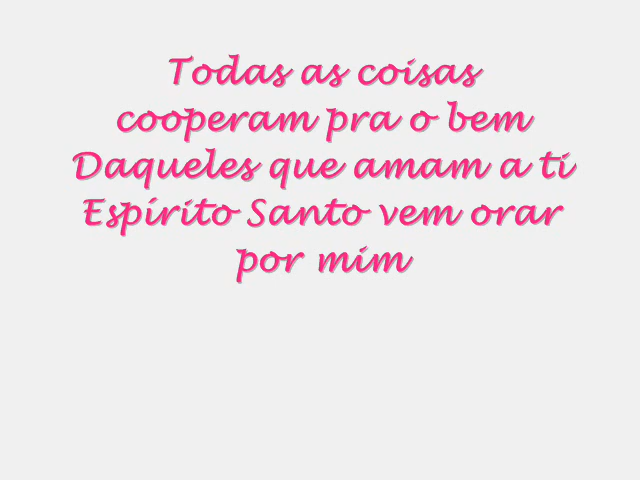 Todas as coisas
cooperam pra o bem
Daqueles que amam a ti
Espírito Santo vem orar
por mim